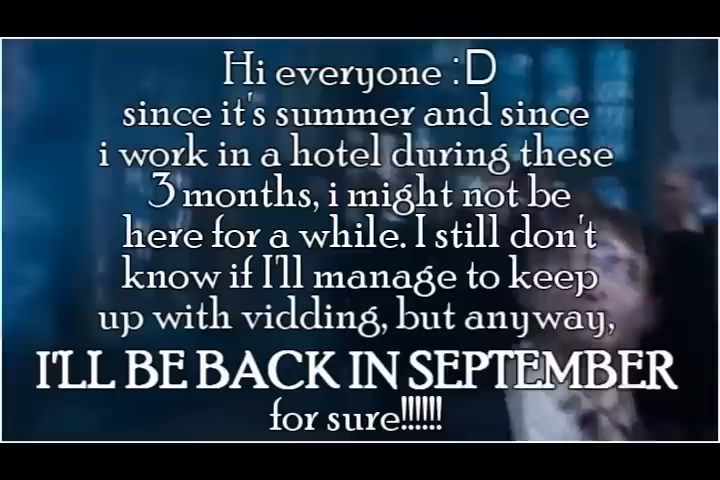 Hi everyone :D
since it's summer and since
i work in a hotel during these
3 months, i might not be
here for a while. I still don't
know if I'll manage to keep
up with vidding, but anyway,
I'LL BE BACK IN SEPTEMBER
for sure!!!!!!